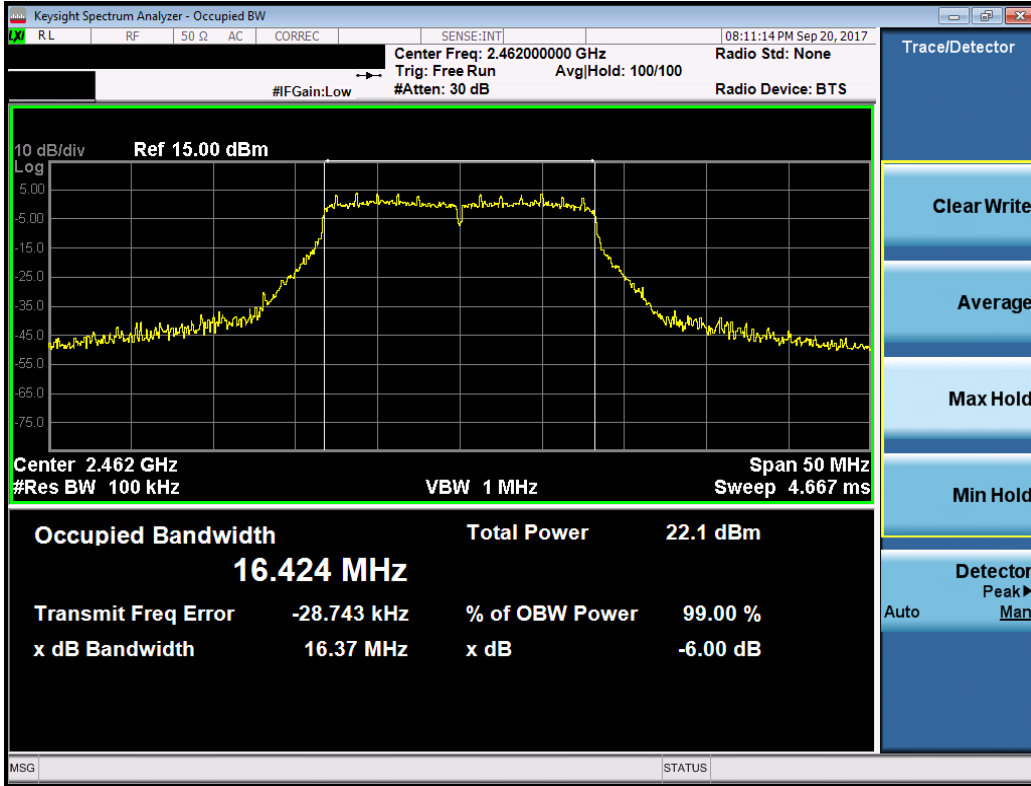 Keysight Spectrum Analyzer - Occupied BW
LXI RL RF 50 Ω AC CORREC SENSE:INT 08:11:14 PM Sep 20, 2017
Center Freq: 2.462000000 GHz Radio Std: None
Trig: Free Run Avg|Hold: 100/100
#IFGain:Low #Atten: 30 dB Radio Device: BTS
10 dB/div Ref 15.00 dBm
Log
5.00
-5.00
-15.0
-25.0
-35.0
-45.0
-55.0
-65.0
-75.0
Center 2.462 GHz Span 50 MHz
#Res BW 100 kHz VBW 1 MHz Sweep 4.667 ms
Occupied Bandwidth Total Power 22.1 dBm
16.424 MHz
Transmit Freq Error -28.743 kHz % of OBW Power 99.00 %
x dB Bandwidth 16.37 MHz x dB -6.00 dB
MSG STATUS
Trace/Detector
Clear Write
Average
Max Hold
Min Hold
Detector
Peak▶
Auto Man